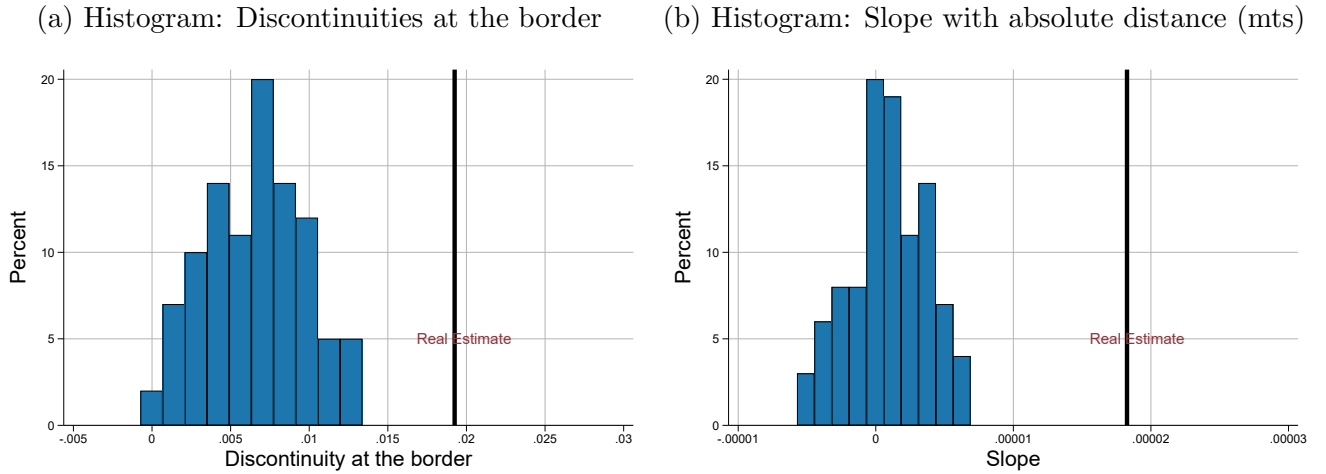 (a) Histogram: Discontinuities at the border
20
15
10
5
0
Percent
Real Estimate
-.005 0 .005 .01 .015 .02 .025 .03
Discontinuity at the border
(b) Histogram: Slope with absolute distance (mts)
20
15
10
5
0
Percent
Real Estimate
-.00001 0 .00001 .00002 .00003
Slope